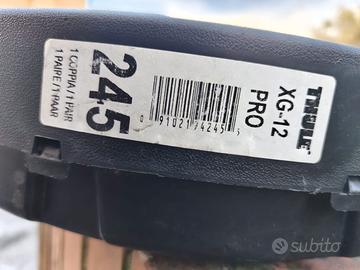 THULE
XG-12
PRO
245
1 COPPIA / 1 PAIR
1 PAIRE / 1 PAAR
subito